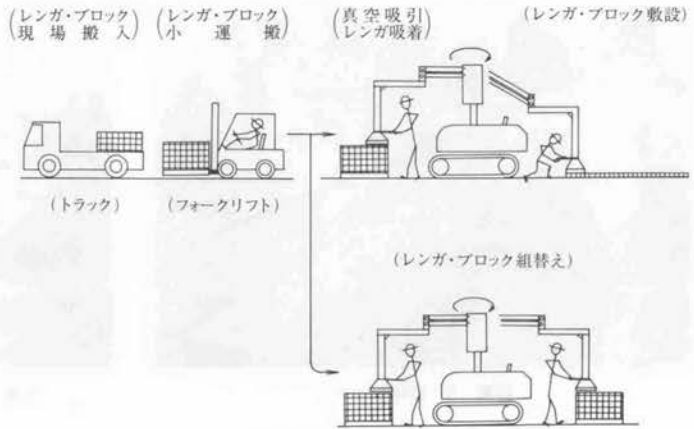 (レンガ・ブロック
現場搬入)
(レンガ・ブロック
小運搬)
(真空吸引
レンガ吸着)
(レンガ・ブロック敷設)
(トラック)
(フォークリフト)
(レンガ・ブロック組替え)